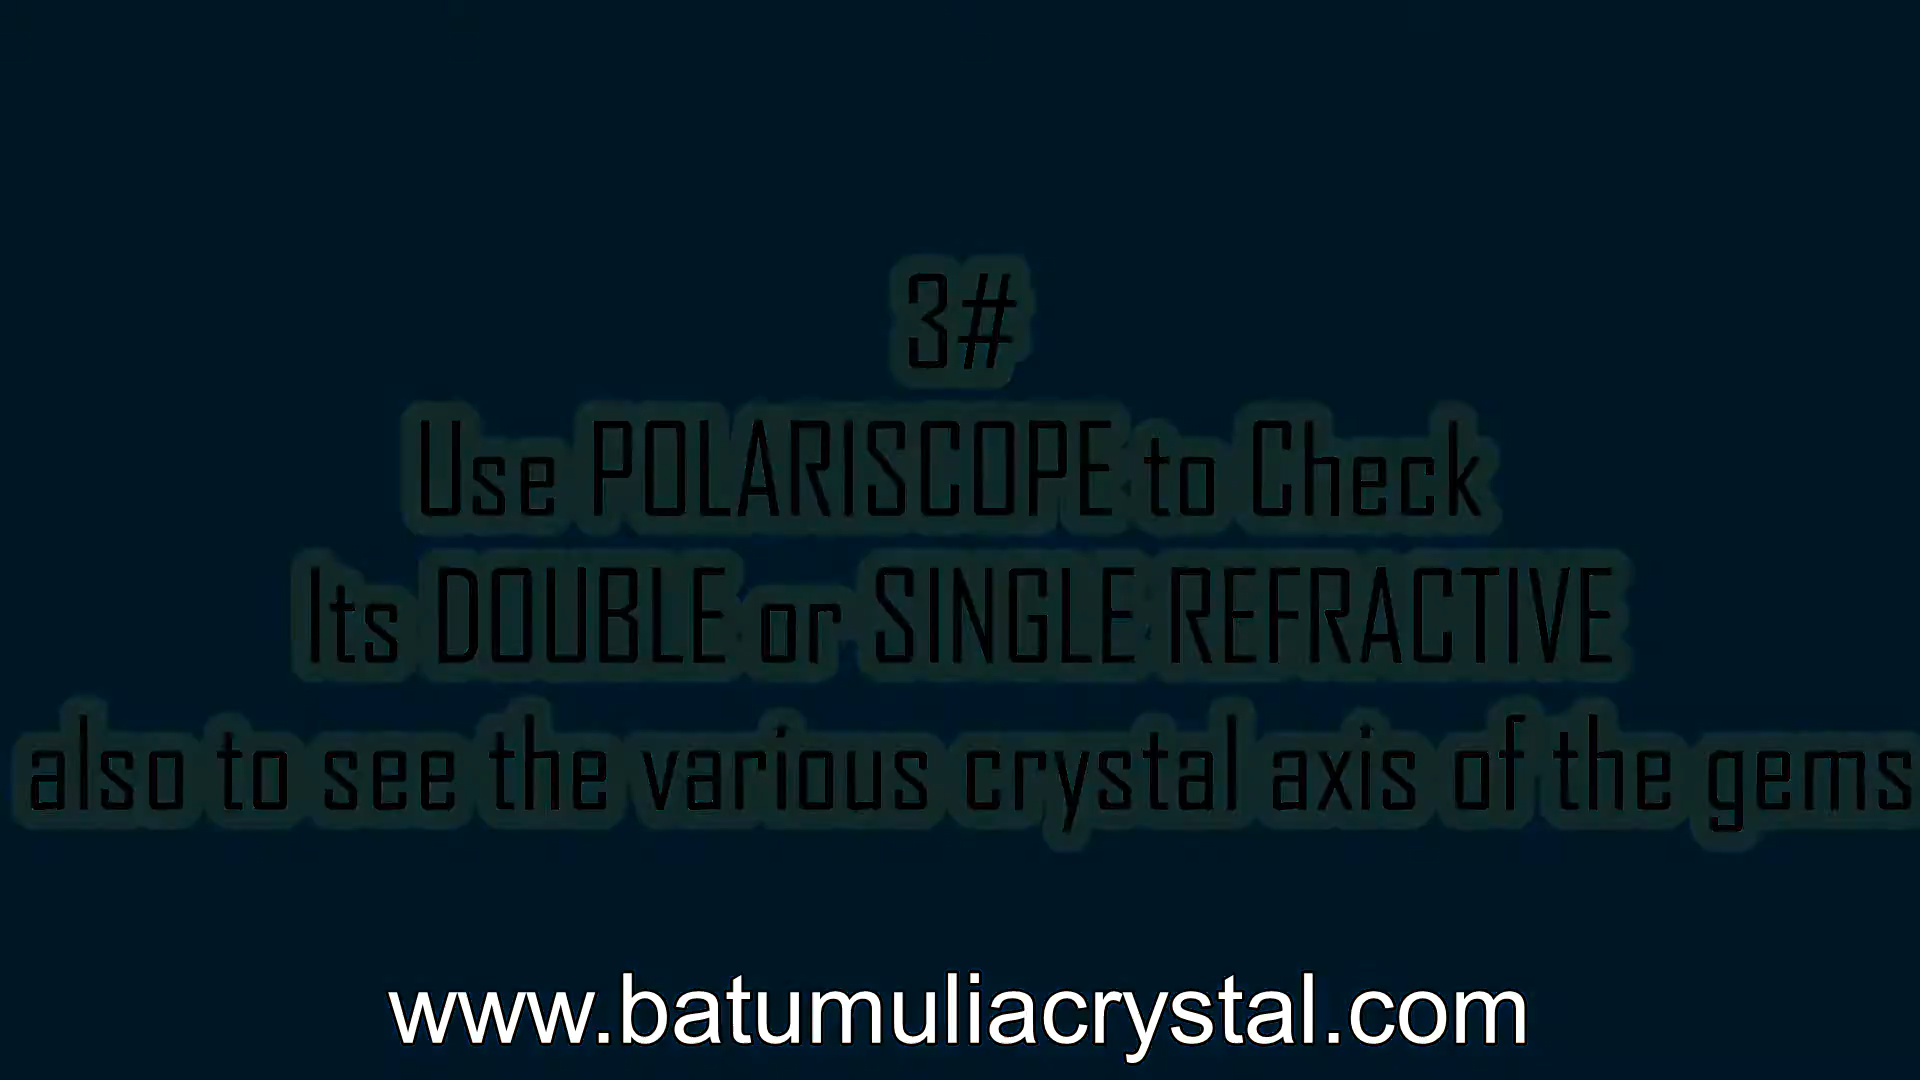 3#
Use POLARISCOPE to Check
Its DOUBLE or SINGLE REFRACTIVE
also to see the various crystal axis of the gems
www.batumuliacrystal.com